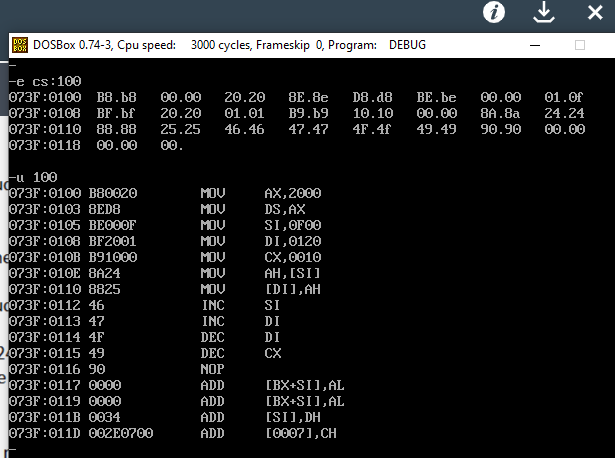 DOSBox 0.74-3, Cpu speed: 3000 cycles, Frameskip 0, Program: DEBUG
-
-e cs:100
073F:0100 B8.b8 00.00 20.20 8E.8e D8.d8 BE.be 00.00 01.0f
073F:0108 BF.bf 20.20 01.01 B9.b9 10.10 00.00 8A.8a 24.24
073F:0110 88.88 25.25 46.46 47.47 4F.4f 49.49 90.90 00.00
073F:0118 00.00 00.
-u 100
073F:0100 B80020 MOV AX,2000
073F:0103 8ED8 MOV DS,AX
073F:0105 BE000F MOV SI,0F00
073F:0108 BF2001 MOV DI,0120
073F:010B B91000 MOV CX,0010
073F:010E 8A24 MOV AH,[SI]
073F:0110 8825 MOV [DI],AH
073F:0112 46 INC SI
073F:0113 47 INC DI
073F:0114 4F DEC DI
073F:0115 49 DEC CX
073F:0116 90 NOP
073F:0117 0000 ADD [BX+SI],AL
073F:0119 0000 ADD [BX+SI],AL
073F:011B 0034 ADD [SI],DH
073F:011D 002E0700 ADD [0007],CH
-